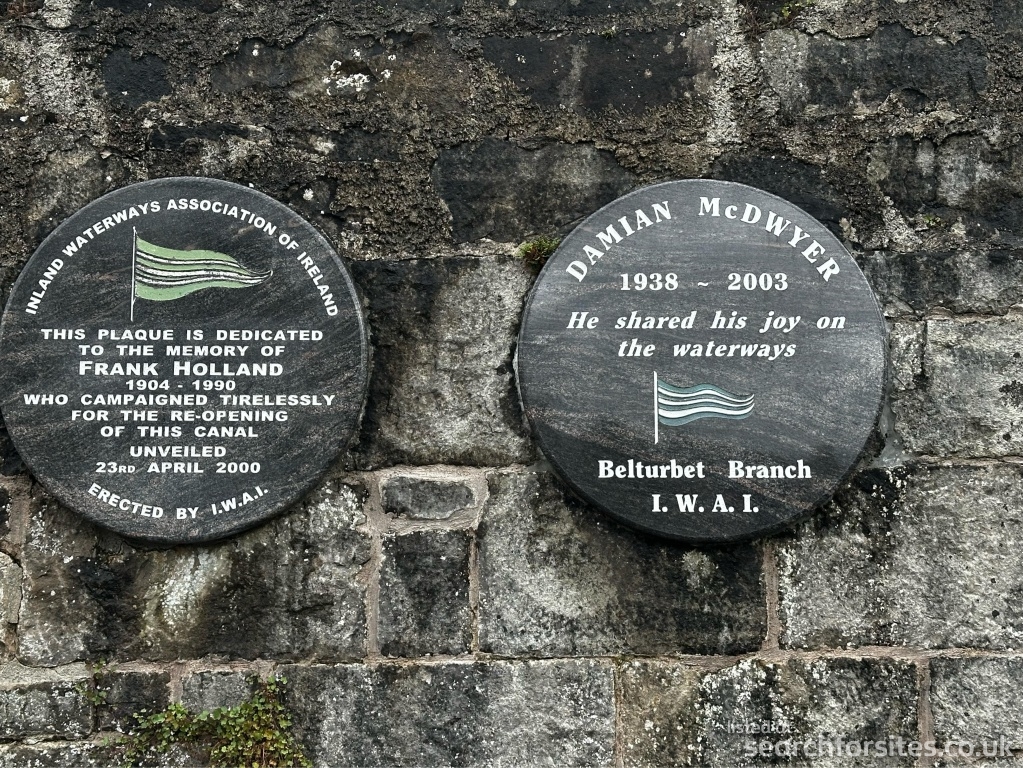 INLAND WATERWAYS ASSOCIATION OF IRELAND
THIS PLAQUE IS DEDICATED
TO THE MEMORY OF
FRANK HOLLAND
1904 - 1990
WHO CAMPAIGNED TIRELESSLY
FOR THE RE-OPENING
OF THIS CANAL
UNVEILED
23RD APRIL 2000
ERECTED BY I.W.A.I.
DAMIAN McDWYER
1938 ~ 2003
He shared his joy on
the waterways
Belturbet Branch
I. W. A. I.
listed on
searchforsites.co.uk